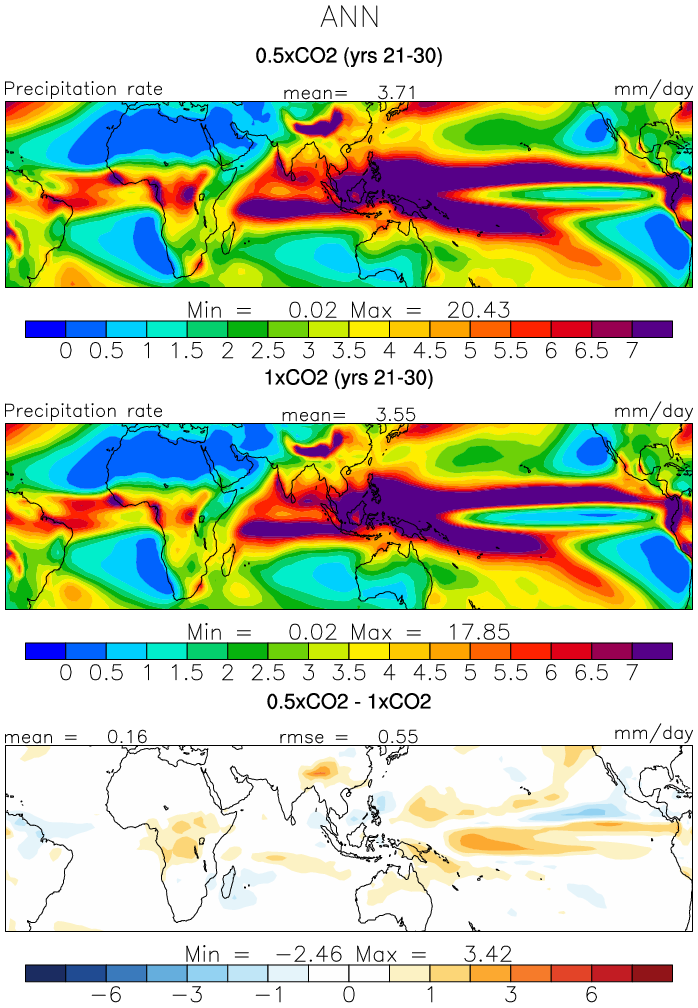 ANN
0.5xCO2 (yrs 21-30)
Precipitation rate mean= 3.71 mm/day
Min = 0.02 Max = 20.43
0 0.5 1 1.5 2 2.5 3 3.5 4 4.5 5 5.5 6 6.5 7
1xCO2 (yrs 21-30)
Precipitation rate mean= 3.55 mm/day
Min = 0.02 Max = 17.85
0 0.5 1 1.5 2 2.5 3 3.5 4 4.5 5 5.5 6 6.5 7
0.5xCO2 - 1xCO2
mean = 0.16 rmse = 0.55 mm/day
Min = -2.46 Max = 3.42
-6 -3 -1 0 1 3 6